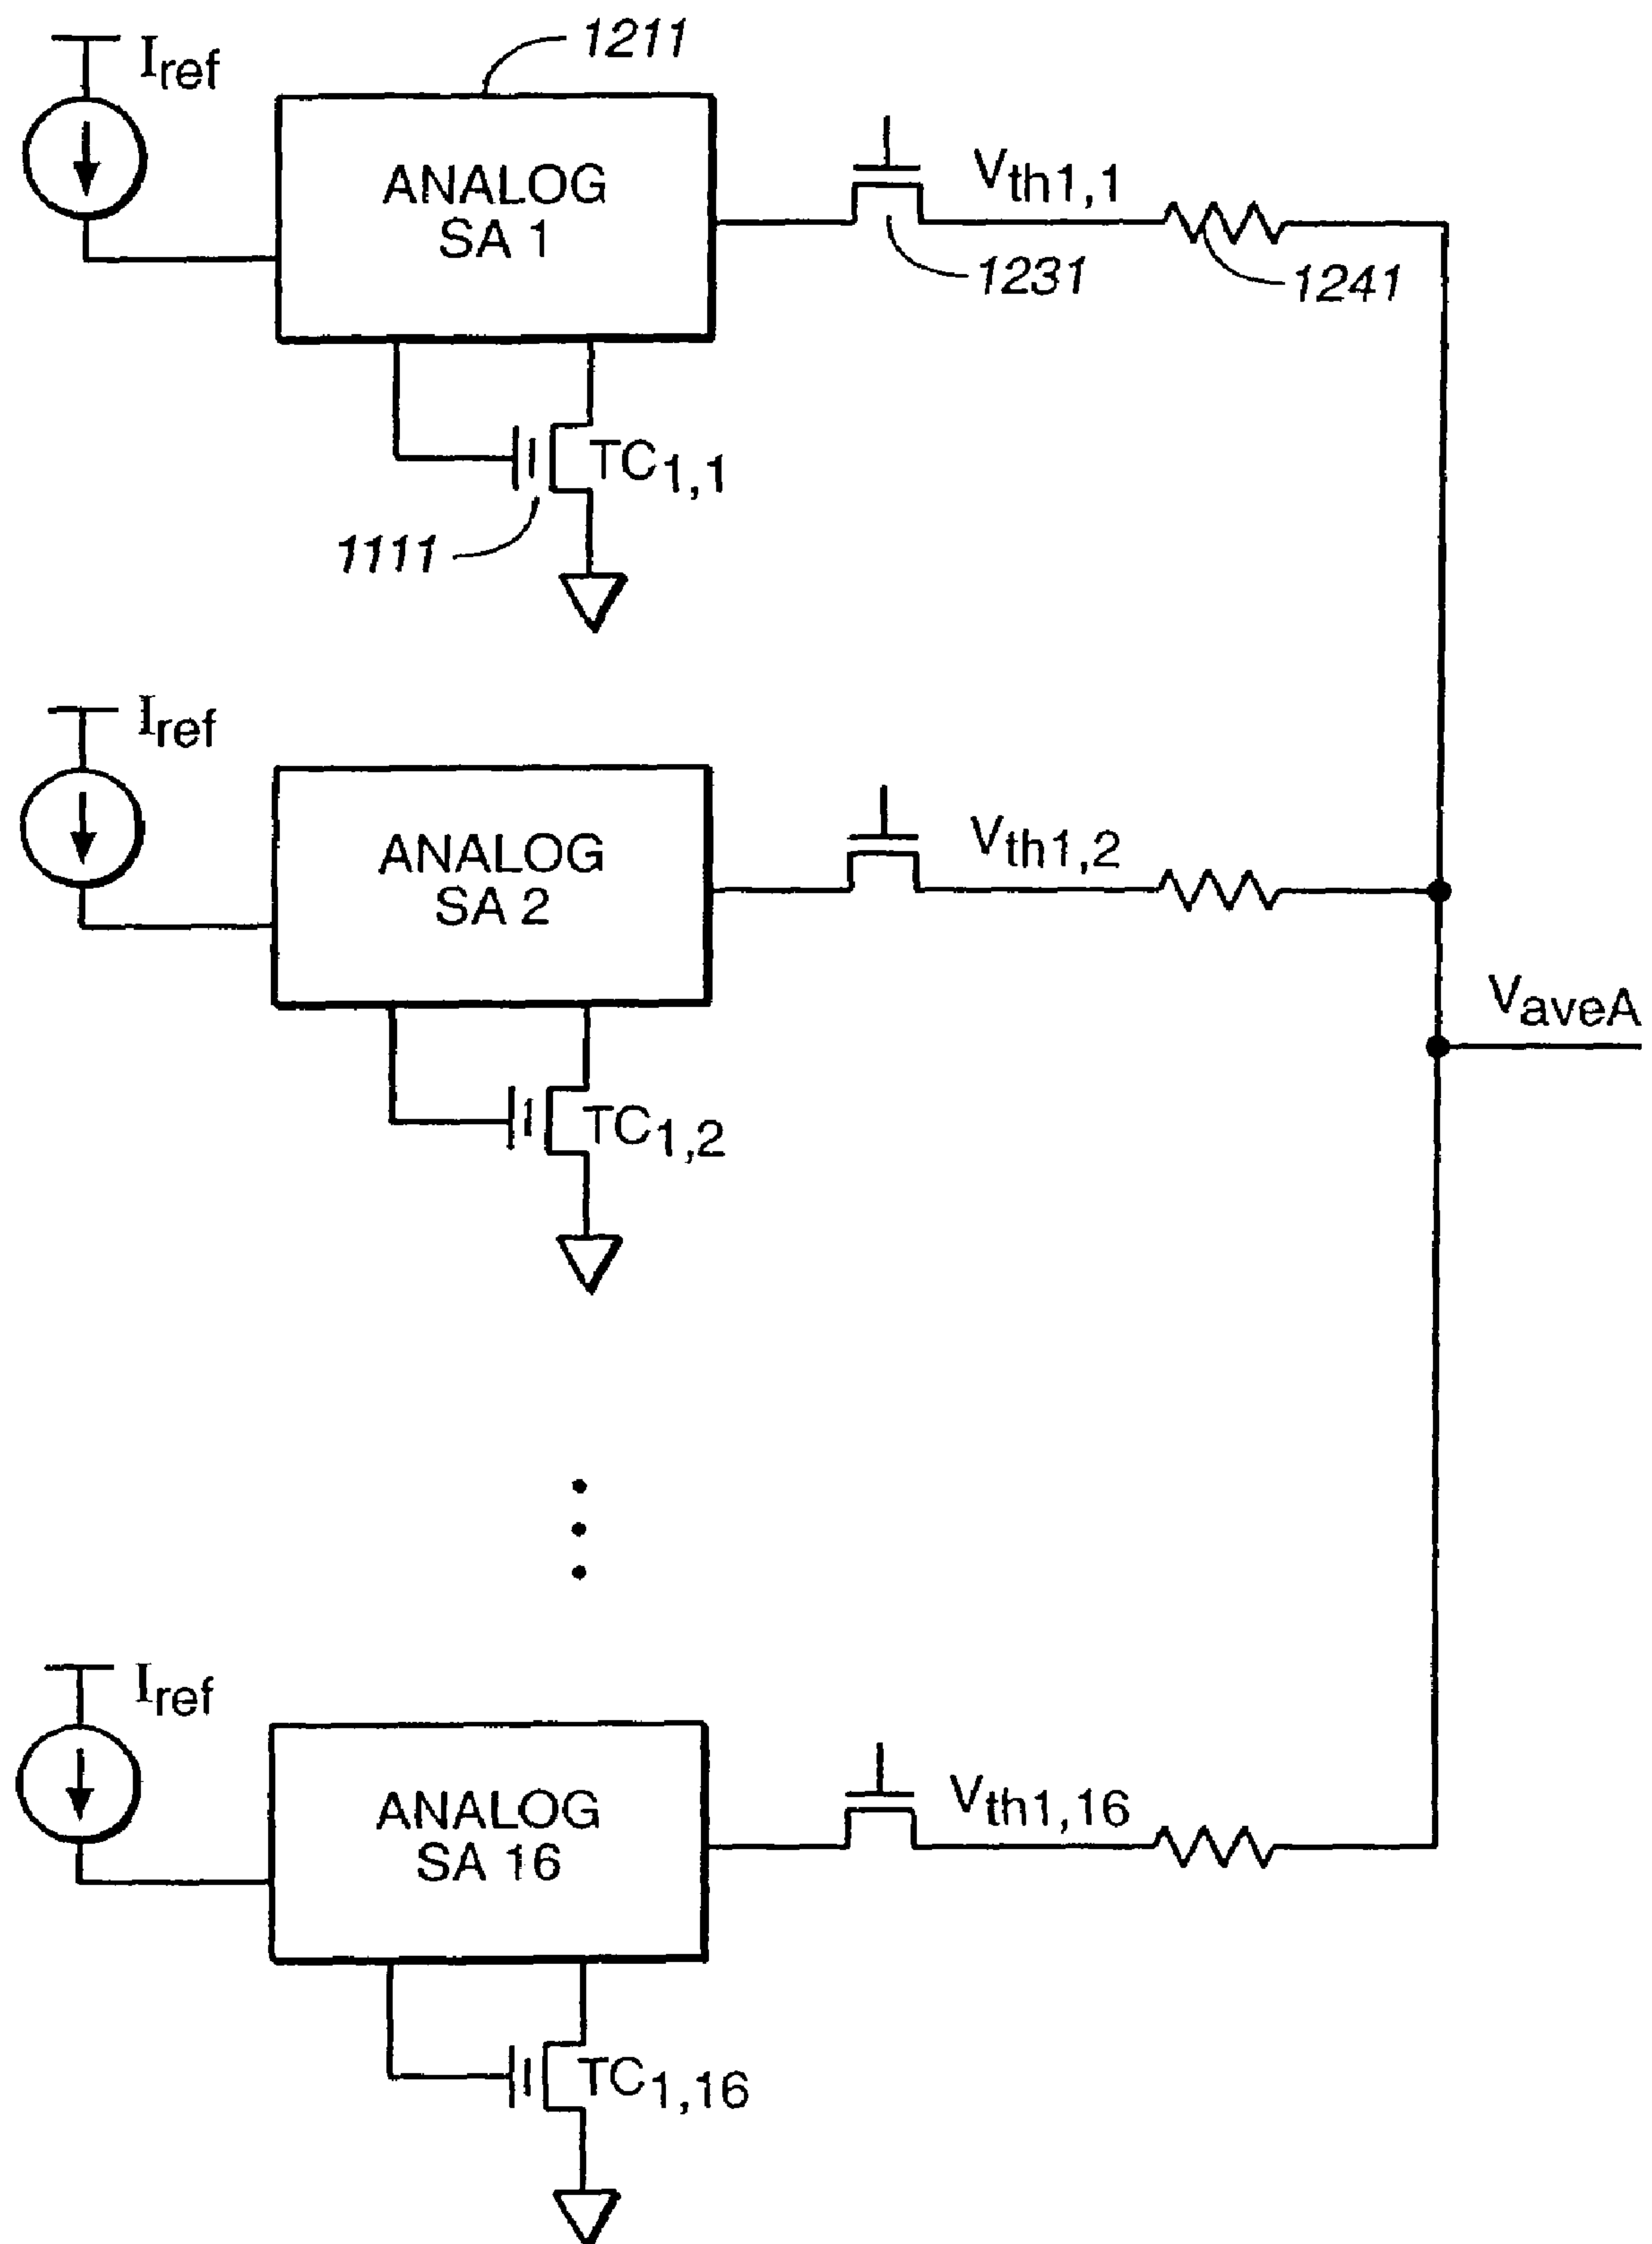 1211
Iref
ANALOG
SA 1
Vth1,1
1231
1241
TC1,1
1111
Iref
ANALOG
SA 2
Vth1,2
VaveA
TC1,2
Iref
ANALOG
SA 16
Vth1,16
TC1,16